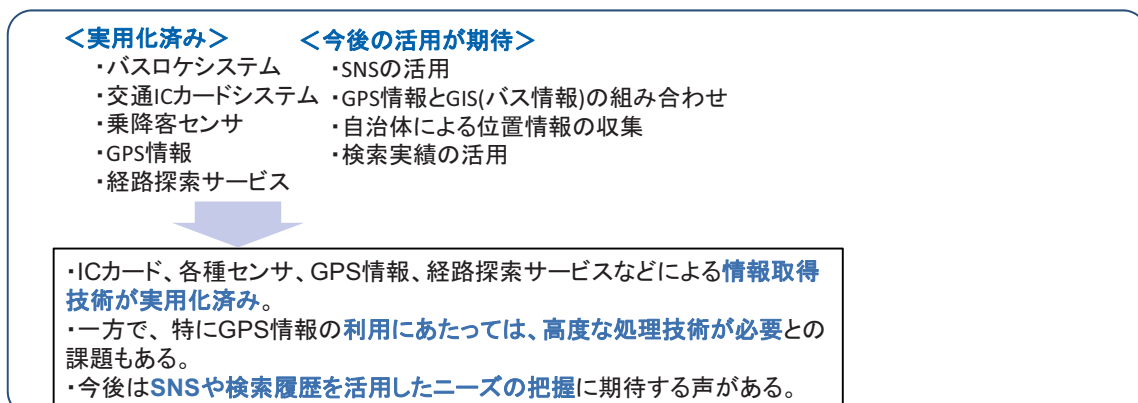 ＜実用化済み＞
・バスロケシステム
・交通ICカードシステム
・乗降客センサ
・GPS情報
・経路探索サービス
＜今後の活用が期待＞
・SNSの活用
・GPS情報とGIS(バス情報)の組み合わせ
・自治体による位置情報の収集
・検索実績の活用
・ICカード、各種センサ、GPS情報、経路探索サービスなどによる情報取得
技術が実用化済み。
・一方で、特にGPS情報の利用にあたっては、高度な処理技術が必要との
課題もある。
・今後はSNSや検索履歴を活用したニーズの把握に期待する声がある。